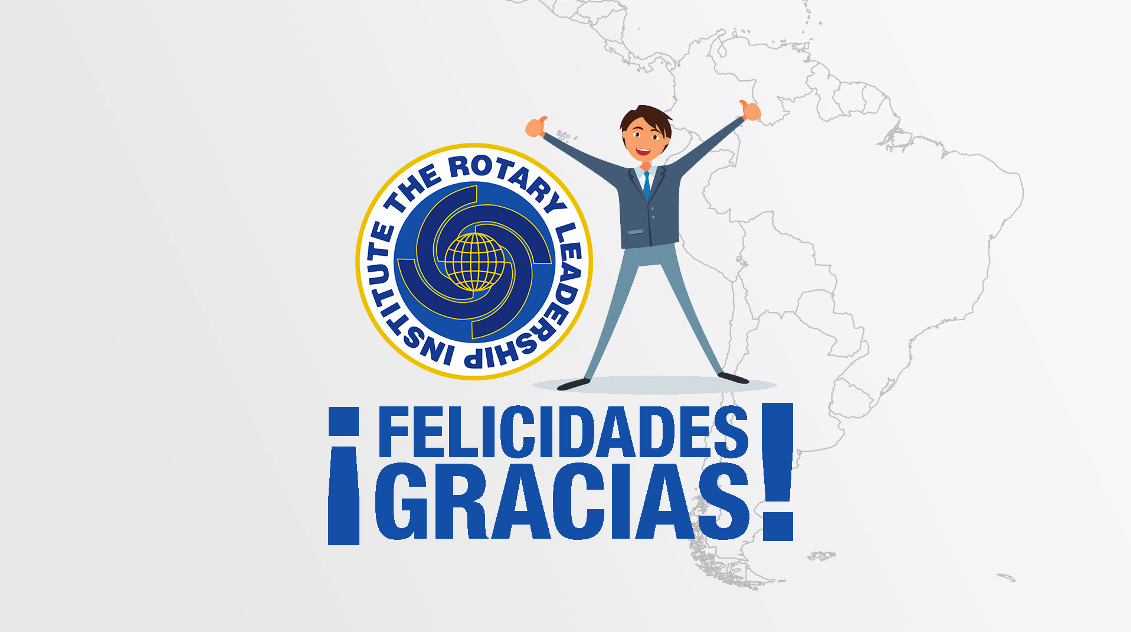 THE ROTARY LEADERSHIP INSTITUTE
¡FELICIDADES
GRACIAS!